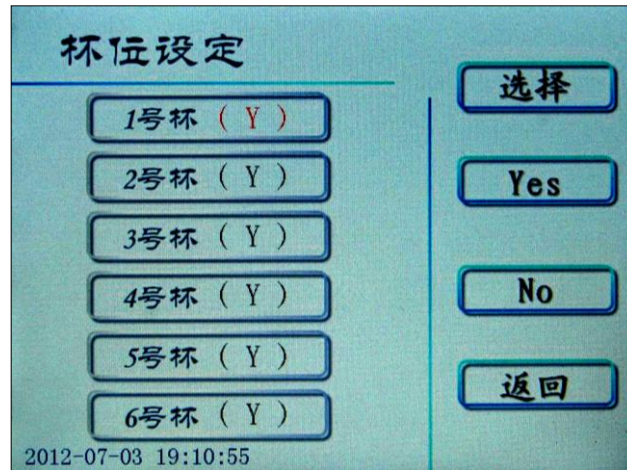 杯位设定
1号杯 ( Y )
2号杯 ( Y )
3号杯 ( Y )
4号杯 ( Y )
5号杯 ( Y )
6号杯 ( Y )
2012-07-03 19:10:55
选择
Yes
No
返回